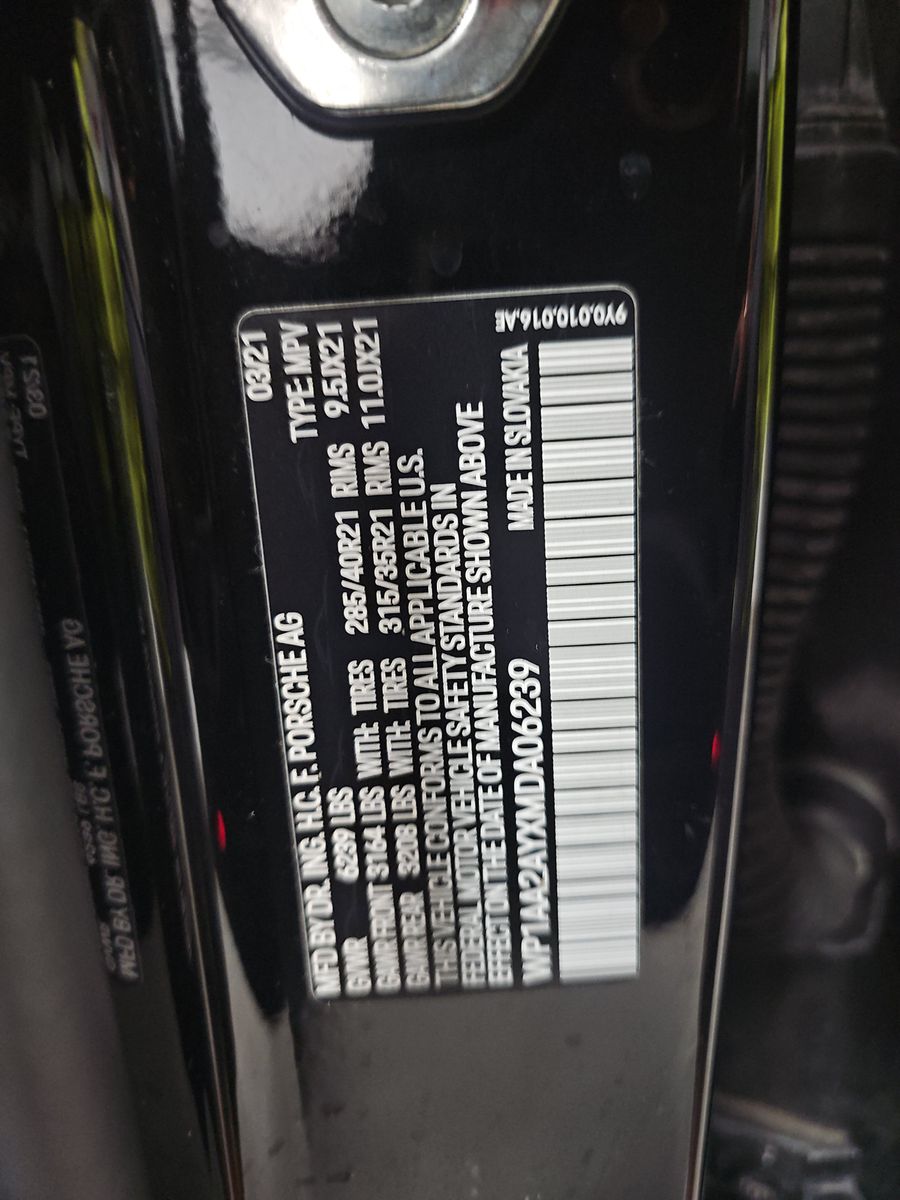 MFD BY DR. ING. H.C. F. PORSCHE AG 03/21
GVWR 6239 LBS TYPE: MPV
GAWR FRONT 3164 LBS WITH: TIRES 285/40R21 RIMS 9.5JX21
GAWR REAR 3208 LBS WITH: TIRES 315/35R21 RIMS 11.0JX21
THIS VEHICLE CONFORMS TO ALL APPLICABLE U.S.
FEDERAL MOTOR VEHICLE SAFETY STANDARDS IN
EFFECT ON THE DATE OF MANUFACTURE SHOWN ABOVE
WP1AA2AYXMDA06239 MADE IN SLOVAKIA
9Y0.010.016.AE